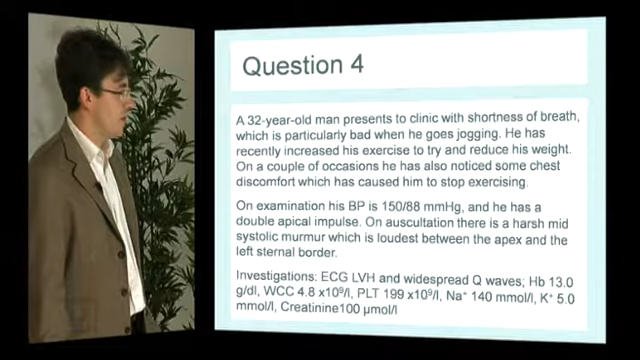 Question 4
A 32-year-old man presents to clinic with shortness of breath,
which is particularly bad when he goes jogging. He has
recently increased his exercise to try and reduce his weight.
On a couple of occasions he has also noticed some chest
discomfort which has caused him to stop exercising.
On examination his BP is 150/88 mmHg, and he has a
double apical impulse. On auscultation there is a harsh mid
systolic murmur which is loudest between the apex and the
left sternal border.
Investigations: ECG LVH and widespread Q waves; Hb 13.0
g/dl, WCC 4.8 x10⁹/l, PLT 199 x10⁹/l, Na⁺ 140 mmol/l, K⁺ 5.0
mmol/l, Creatinine100 µmol/l